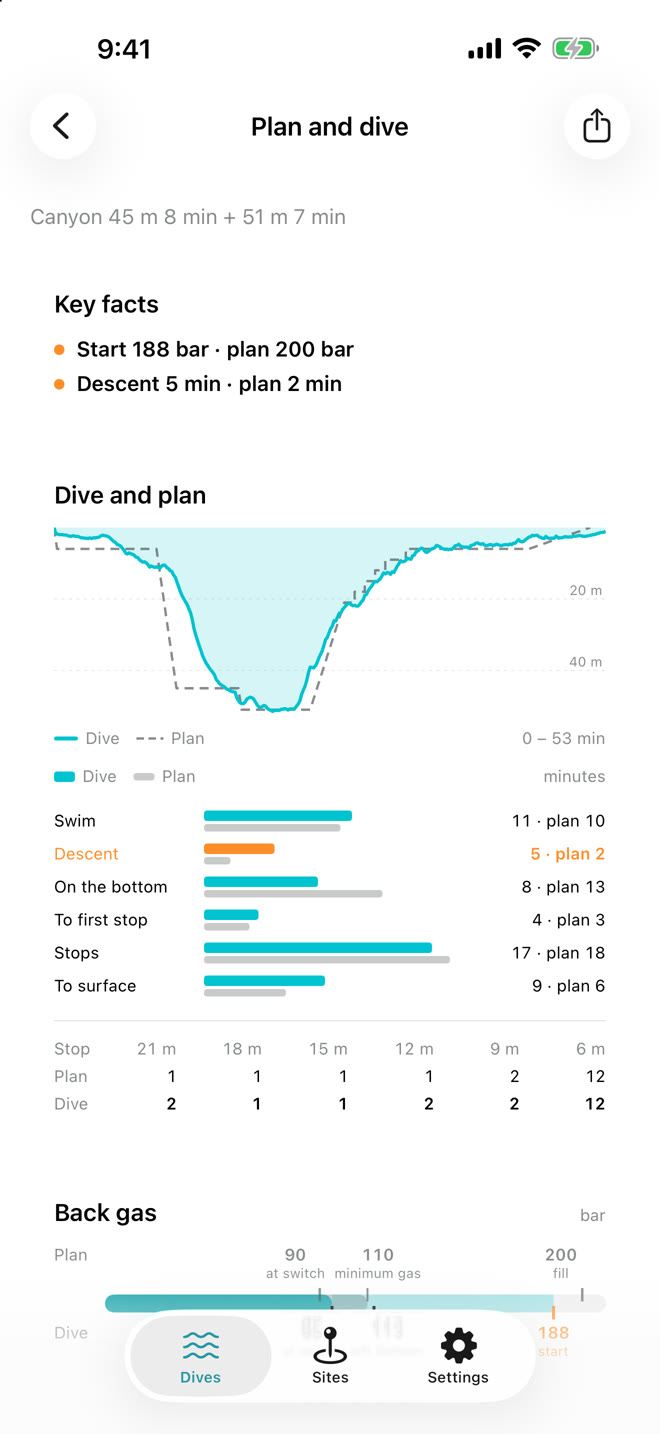 9:41
Plan and dive
Canyon 45 m 8 min + 51 m 7 min
Key facts
Start 188 bar · plan 200 bar
Descent 5 min · plan 2 min
Dive and plan
20 m
40 m
Dive Plan 0 – 53 min
Dive Plan minutes
Swim 11 · plan 10
Descent 5 · plan 2
On the bottom 8 · plan 13
To first stop 4 · plan 3
Stops 17 · plan 18
To surface 9 · plan 6
Stop 21 m 18 m 15 m 12 m 9 m 6 m
Plan 1 1 1 1 2 12
Dive 2 1 1 2 2 12
Back gas bar
Plan 90 110 200
at switch minimum gas fill
Dive 188
start
Dives Sites Settings